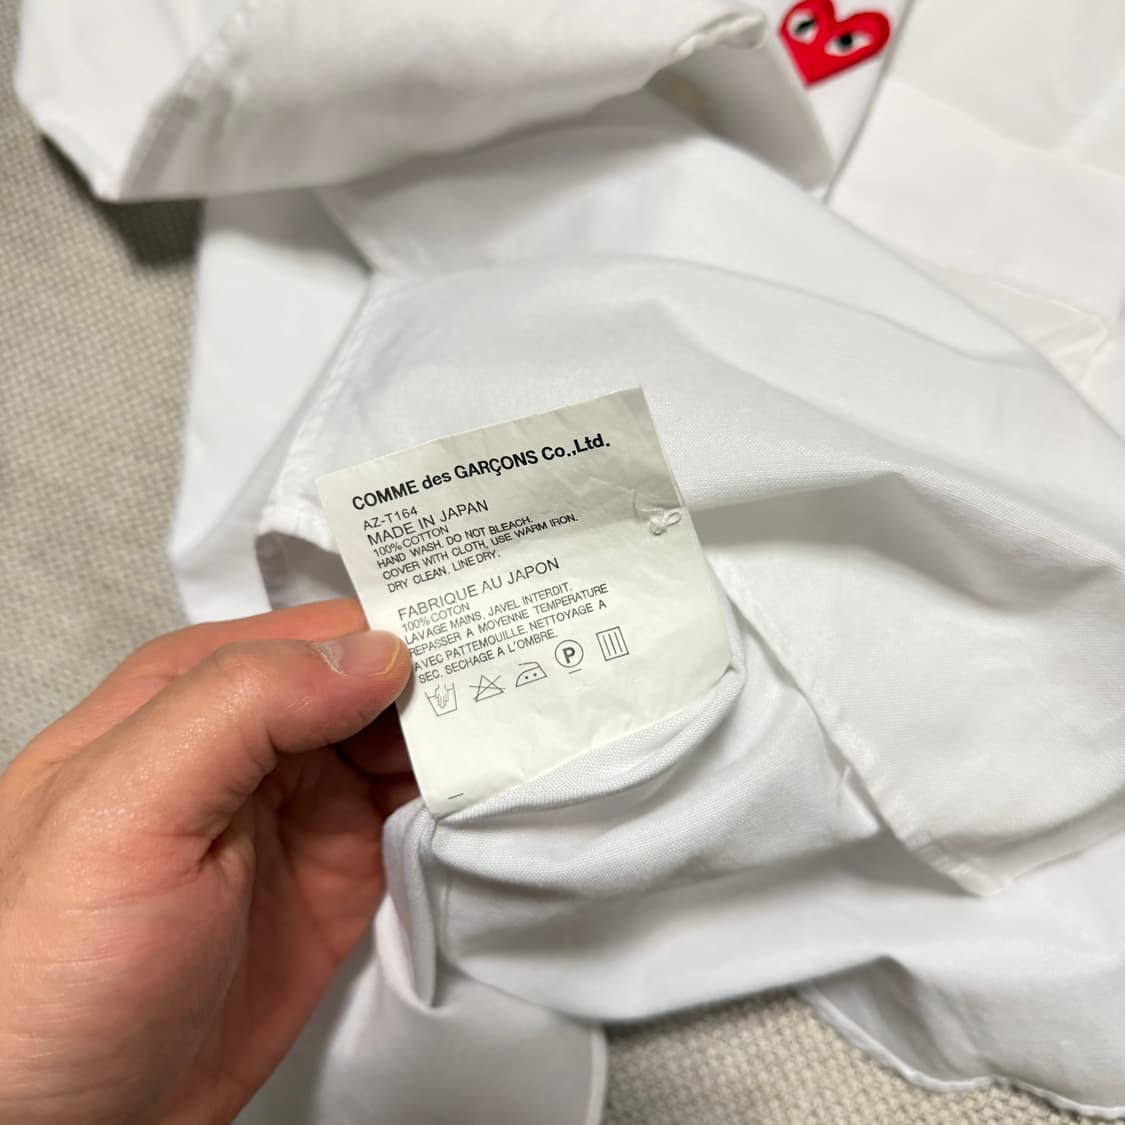 COMME des GARÇONS Co.,Ltd.
AZ-T164
MADE IN JAPAN
100% COTTON
HAND WASH. DO NOT BLEACH.
COVER WITH CLOTH, USE WARM IRON.
DRY CLEAN. LINE DRY.
FABRIQUE AU JAPON
100% COTON
LAVAGE MAINS. JAVEL INTERDIT.
REPASSER A MOYENNE TEMPERATURE
AVEC PATTEMOUILLE. NETTOYAGE A
SEC. SECHAGE A L'OMBRE.
P